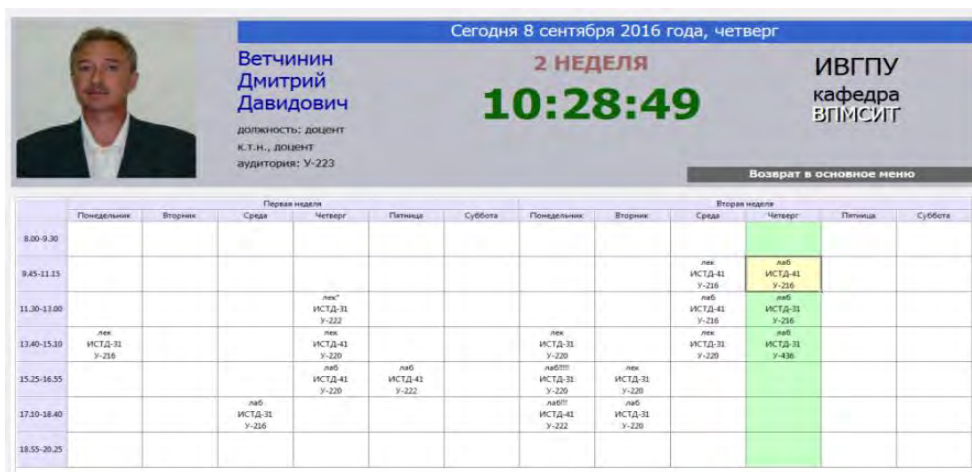 Сегодня 8 сентября 2016 года, четверг
Ветчинин
Дмитрий
Давидович
должность: доцент
к.т.н., доцент
аудитория: У-223
2 НЕДЕЛЯ
10:28:49
ИВГПУ
кафедра
ВПМСИТ
Возврат в основное меню
Первая неделя Вторая неделя
Понедельник Вторник Среда Четверг Пятница Суббота Понедельник Вторник Среда Четверг Пятница Суббота
8.00-9.30
9.45-11.15
лек лаб
ИСТД-41 ИСТД-41
У-216 У-216
11.30-13.00
лек* лаб лаб
ИСТД-31 ИСТД-41 ИСТД-31
У-222 У-216 У-216
13.40-15.10
лек лек лек лек лаб
ИСТД-31 ИСТД-41 ИСТД-31 ИСТД-31 ИСТД-31
У-216 У-220 У-220 У-220 У-436
15.25-16.55
лаб лаб лаб!!!!! лек
ИСТД-41 ИСТД-41 ИСТД-31 ИСТД-31
У-220 У-222 У-220 У-220
17.10-18.40
лаб лаб!!! лаб
ИСТД-31 ИСТД-41 ИСТД-31
У-216 У-222 У-220
18.55-20.25